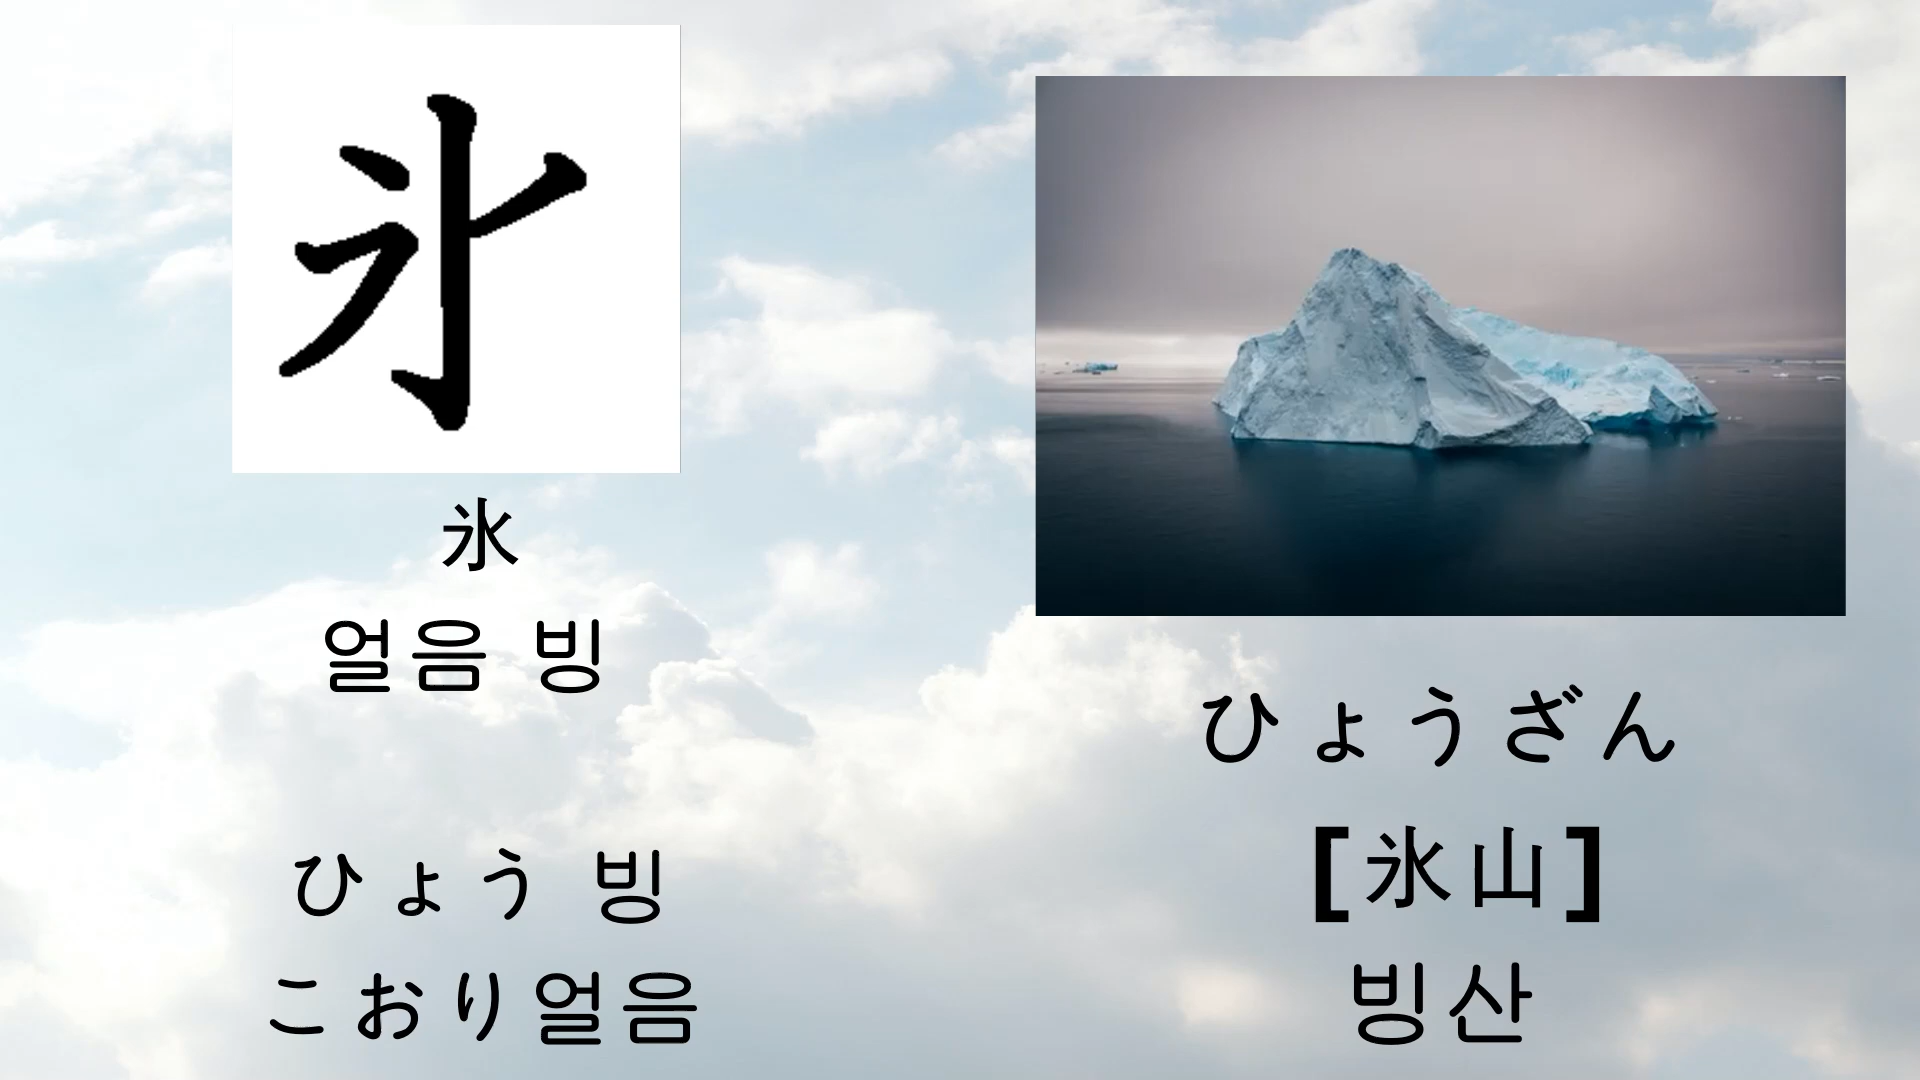 氷
氷
얼음 빙
ひょう 빙
こおり얼음
ひょうざん
[氷山]
빙산